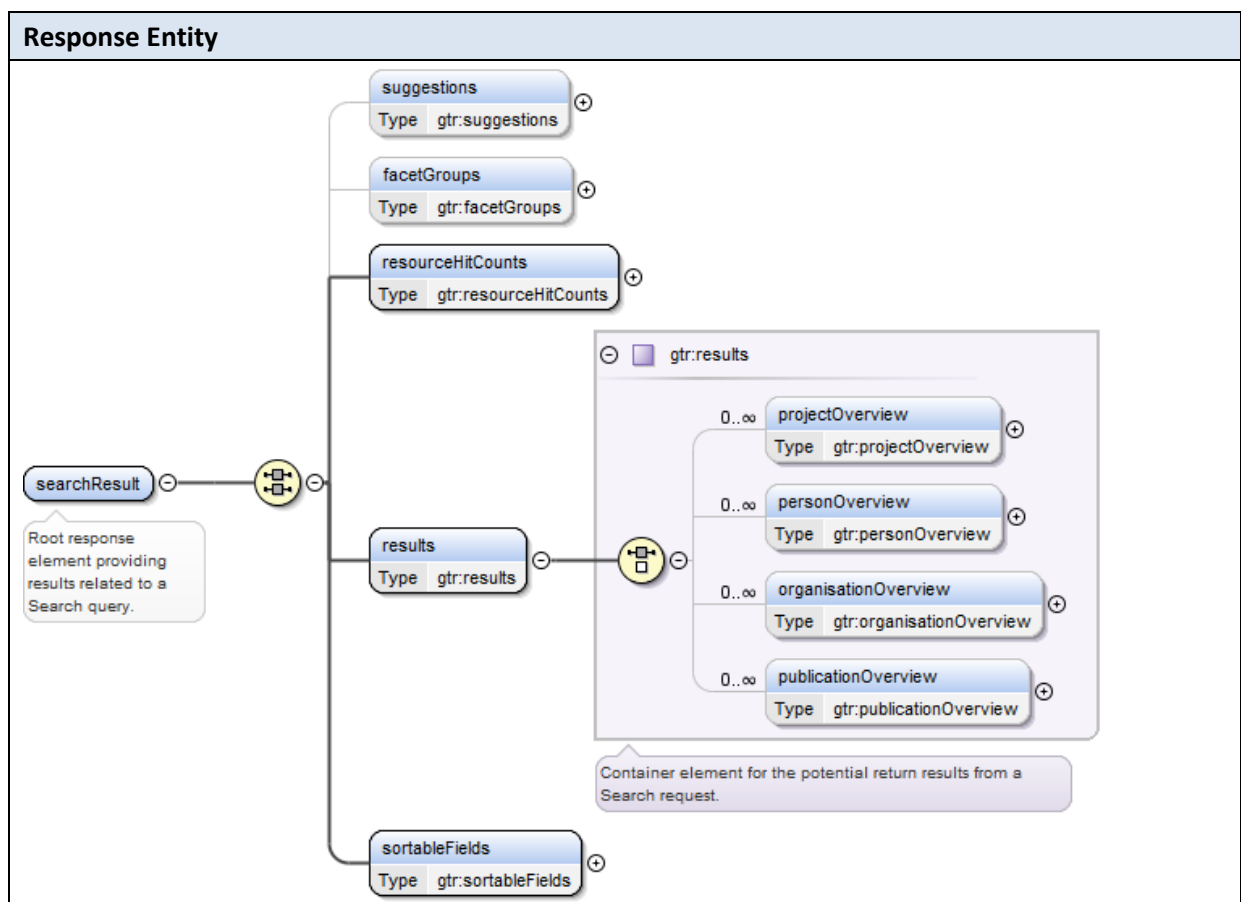 Response Entity
suggestions
Type gtr:suggestions
facetGroups
Type gtr:facetGroups
resourceHitCounts
Type gtr:resourceHitCounts
gtr:results
0..∞ projectOverview
Type gtr:projectOverview
0..∞ personOverview
Type gtr:personOverview
0..∞ organisationOverview
Type gtr:organisationOverview
0..∞ publicationOverview
Type gtr:publicationOverview
searchResult
Root response
element providing
results related to a
Search query.
results
Type gtr:results
Container element for the potential return results from a
Search request.
sortableFields
Type gtr:sortableFields